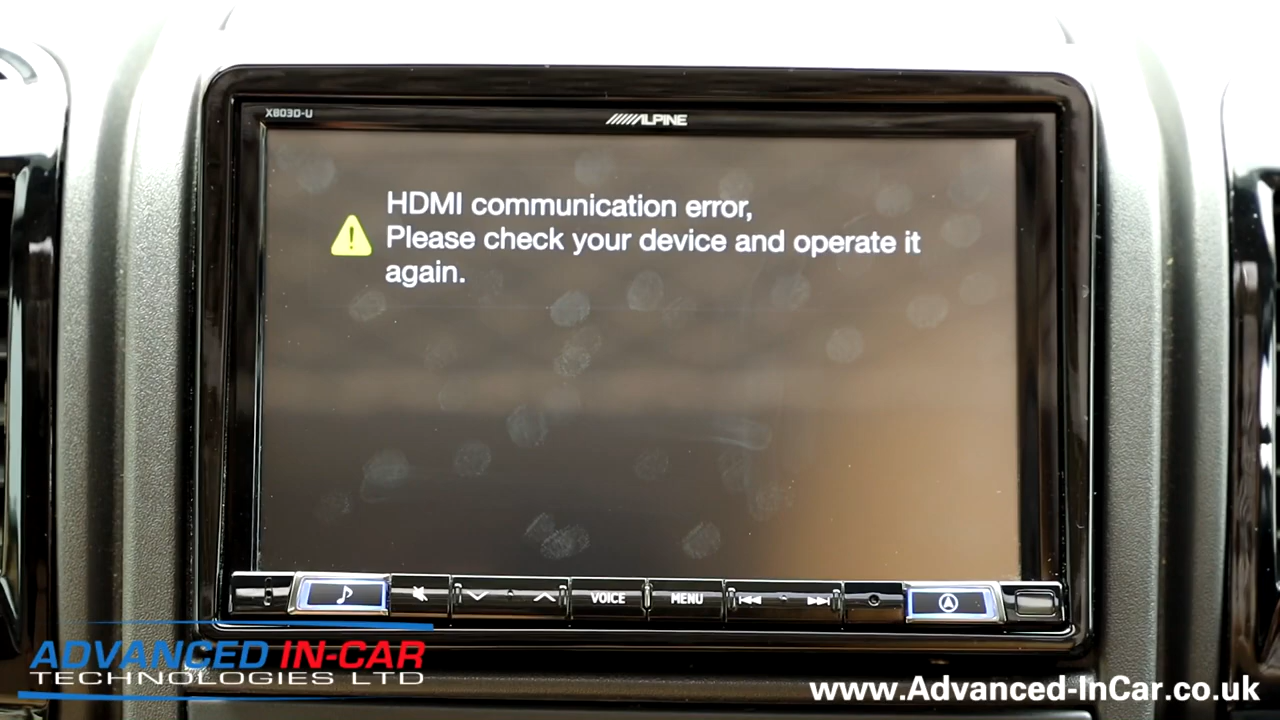 X803D-U
ALPINE
HDMI communication error,
Please check your device and operate it
again.
VOICE
MENU
ADVANCED IN-CAR
TECHNOLOGIES LTD
www.Advanced-InCar.co.uk